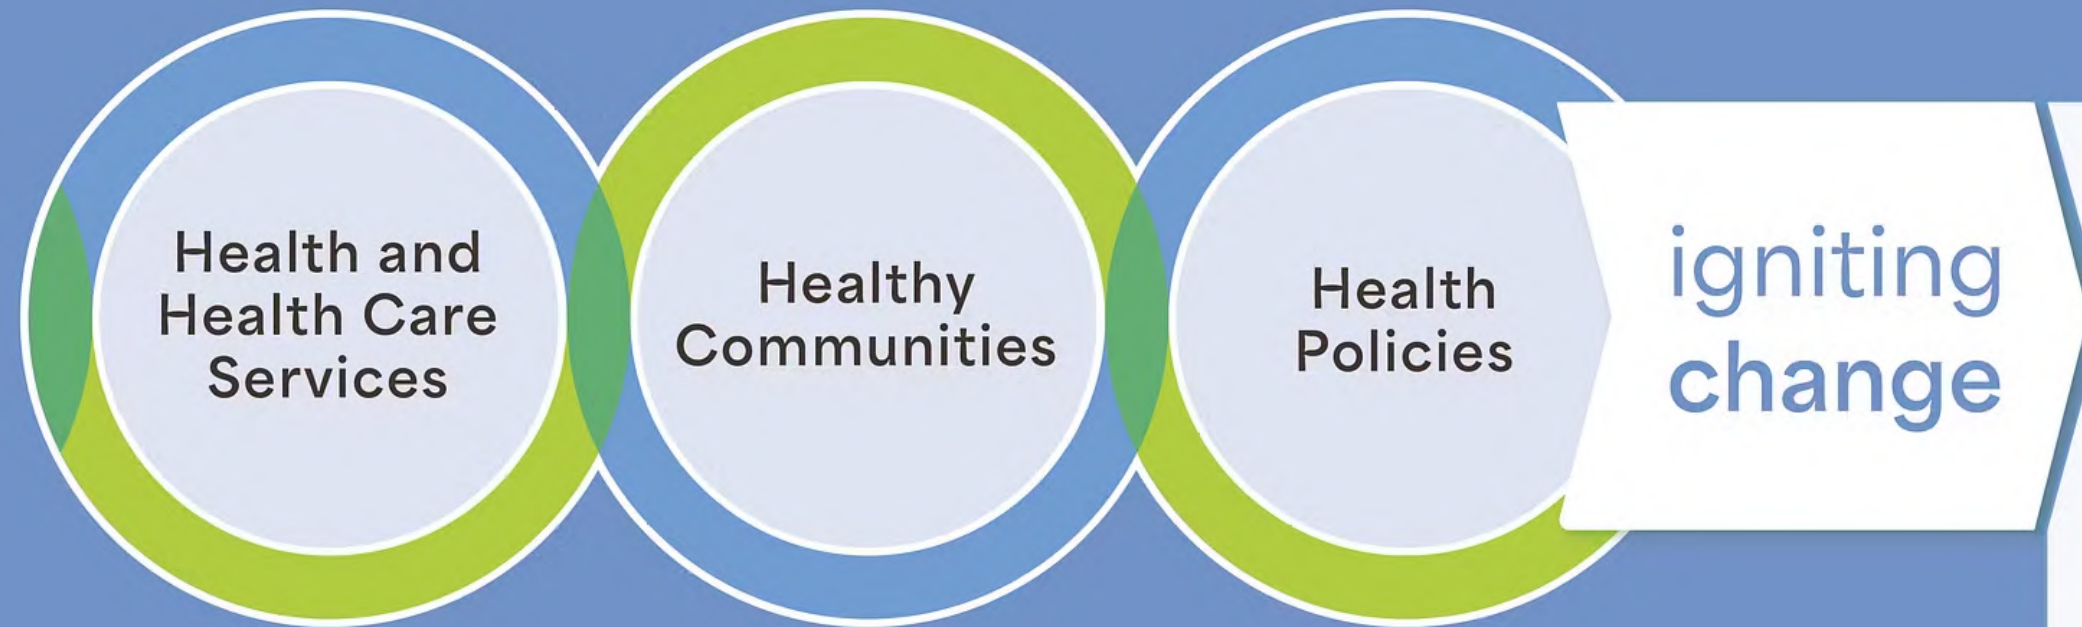 Health and
Health Care
Services
Healthy
Communities
Health
Policies
igniting
change